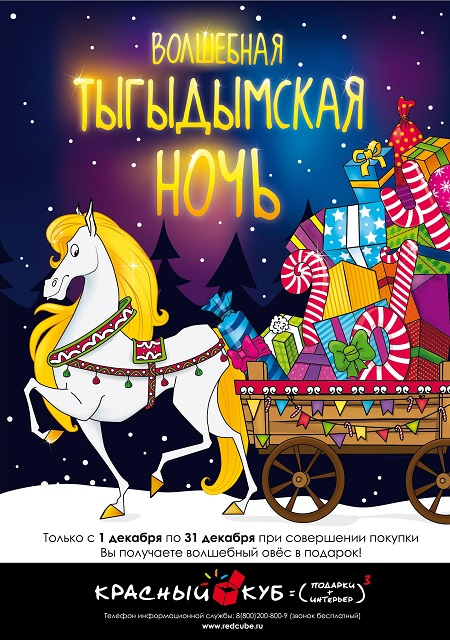 ВОЛШЕБНАЯ
ТЫГЫДЫМСКАЯ
НОЧЬ
Только с 1 декабря по 31 декабря при совершении покупки
Вы получаете волшебный овёс в подарок!
КРАСНЫЙ КУБ = (ПОДАРКИ + ИНТЕРЬЕР)³
Телефон информационной службы: 8(800)200-800-9 (звонок бесплатный)
www.redcube.ru